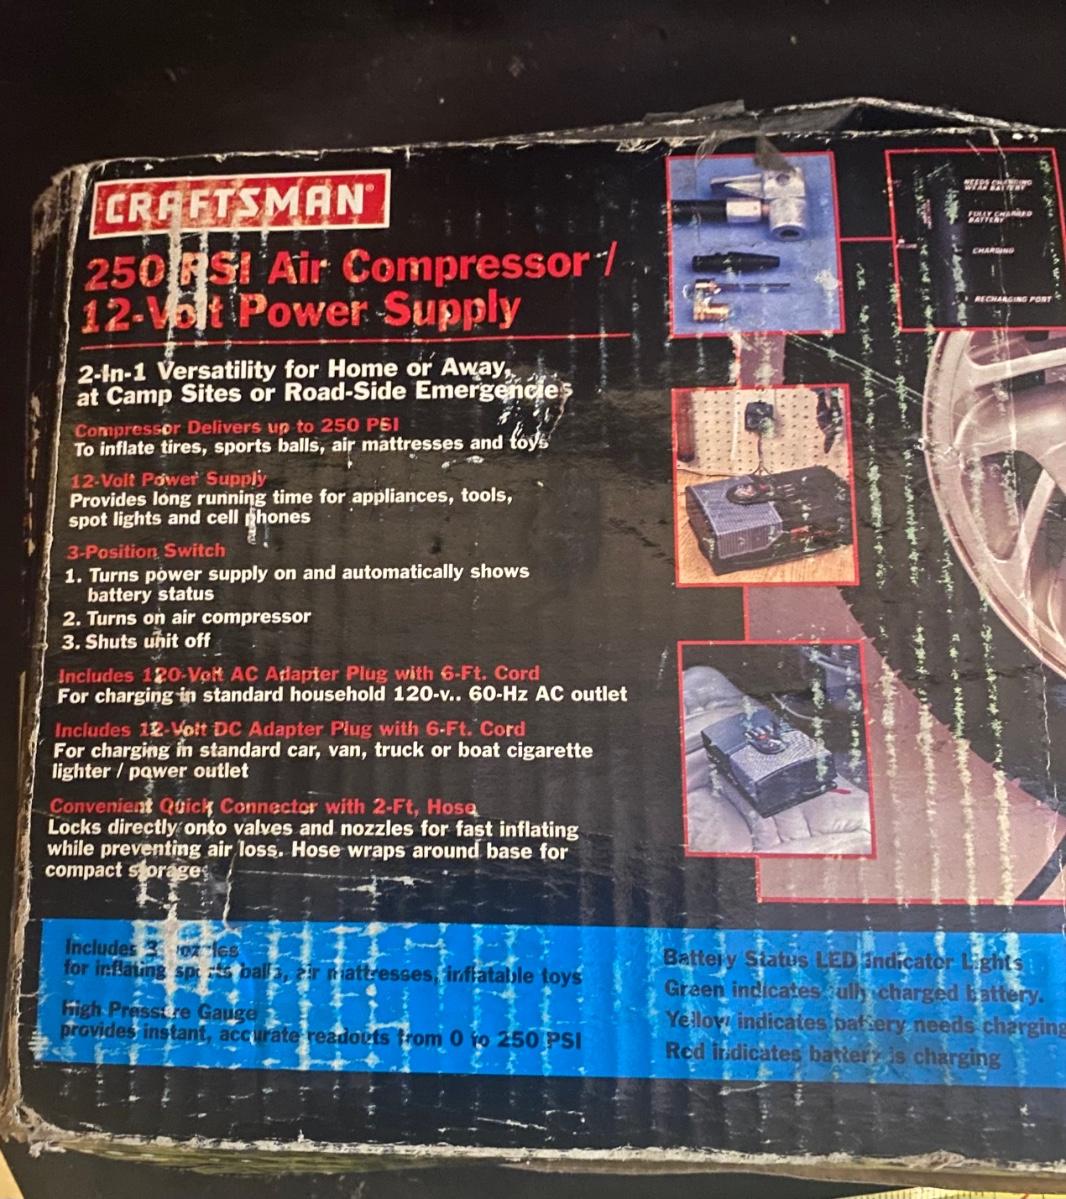 CRAFTSMAN®
250 PSI Air Compressor /
12-Volt Power Supply
2-In-1 Versatility for Home or Away,
at Camp Sites or Road-Side Emergencies
Compressor Delivers up to 250 PSI
To inflate tires, sports balls, air mattresses and toys
12-Volt Power Supply
Provides long running time for appliances, tools,
spot lights and cell phones
3-Position Switch
1. Turns power supply on and automatically shows
battery status
2. Turns on air compressor
3. Shuts unit off
Includes 120-Volt AC Adapter Plug with 6-Ft. Cord
For charging in standard household 120-v.. 60-Hz AC outlet
Includes 12-Volt DC Adapter Plug with 6-Ft. Cord
For charging in standard car, van, truck or boat cigarette
lighter / power outlet
Convenient Quick Connector with 2-Ft, Hose
Locks directly onto valves and nozzles for fast inflating
while preventing air loss. Hose wraps around base for
compact storage
Includes 3 nozzles
for inflating sports balls, air mattresses, inflatable toys
High Pressure Gauge
provides instant, accurate readouts from 0 to 250 PSI
NEEDS CHARGING
WEAK BATTERY
FULLY CHARGED
BATTERY
CHARGING
RECHARGING PORT
Battery Status LED Indicator Lights
Green indicates fully charged battery.
Yellow indicates battery needs charging
Red indicates battery is charging